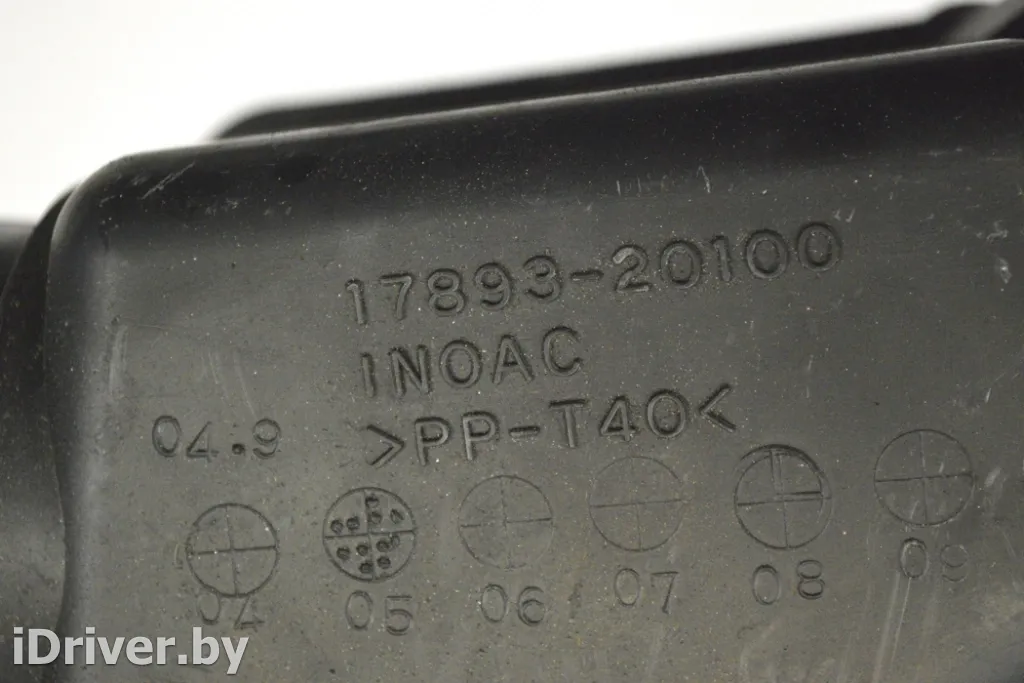 17893-20100
INOAC
04.9 >PP-T40<
04 05 06 07 08 09
iDriver.by